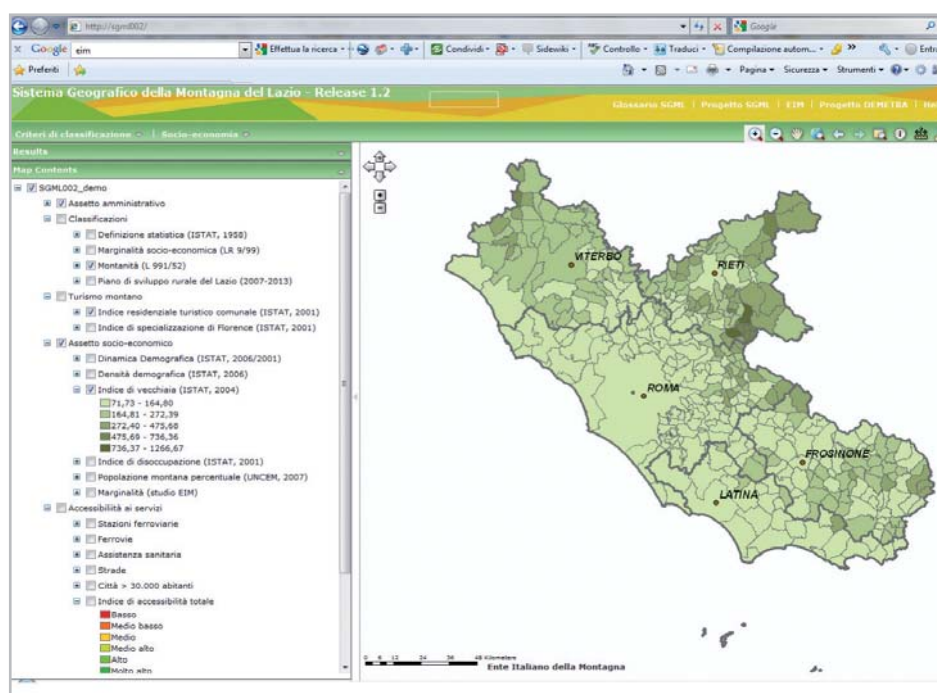 http://sgml002/
Google
Google
eim
Effettua la ricerca
Condividi
Sidewiki
Controllo
Traduci
Compilazione autom...
Preferiti
Pagina
Sicurezza
Strumenti
Sistema Geografico della Montagna del Lazio - Release 1.2
Glossario SGML | Progetto SGML | EIM | Progetto DEMETRA |
Criteri di classificazione | Socio-economia
Results
Map Contents
SGML002_demo
Assetto amministrativo
Classificazioni
Definizione statistica (ISTAT, 1958)
Marginalità socio-economica (LR 9/99)
Montanità (L 991/52)
Piano di sviluppo rurale del Lazio (2007-2013)
Turismo montano
Indice residenziale turistico comunale (ISTAT, 2001)
Indice di specializzazione di Florence (ISTAT, 2001)
Assetto socio-economico
Dinamica Demografica (ISTAT, 2006/2001)
Densità demografica (ISTAT, 2006)
Indice di vecchiaia (ISTAT, 2004)
71,73 - 164,80
164,81 - 272,39
272,40 - 475,68
475,69 - 736,36
736,37 - 1266,67
Indice di disoccupazione (ISTAT, 2001)
Popolazione montana percentuale (UNCEM, 2007)
Marginalità (studio EIM)
Accessibilità ai servizi
Stazioni ferroviarie
Ferrovie
Assistenza sanitaria
Strade
Città > 30.000 abitanti
Indice di accessibilità totale
Basso
Medio basso
Medio
Medio alto
Alto
Molto alto
VITERBO
RIETI
ROMA
FROSINONE
LATINA
0 6 12 24 36 48 Kilometers
Ente Italiano della Montagna